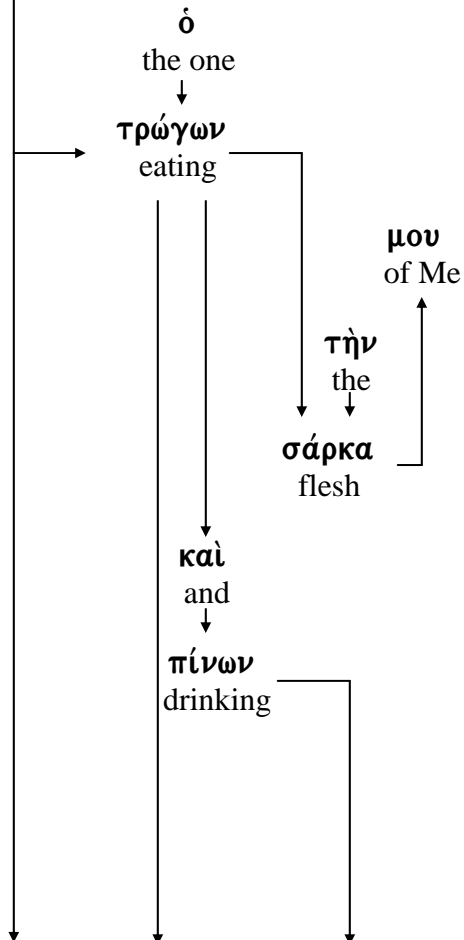 ὁ
the one
τρώγων
eating
μου
of Me
τὴν
the
σάρκα
flesh
καὶ
and
πίνων
drinking